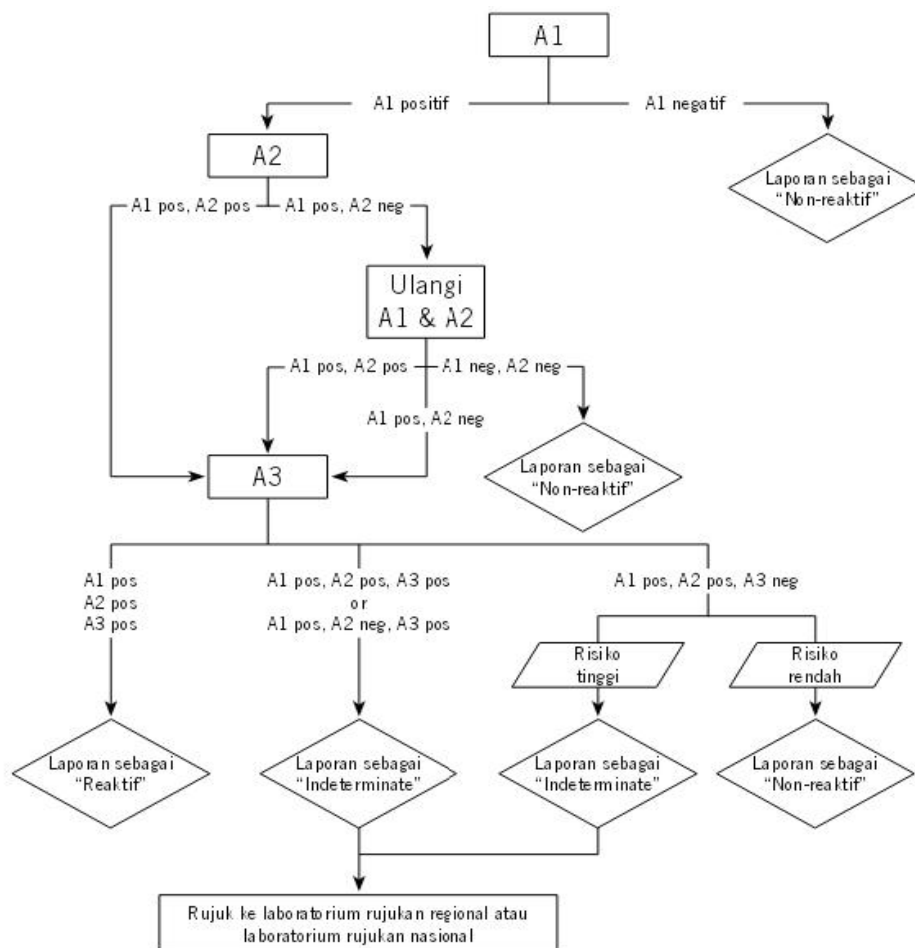 A1
A1 positif
A1 negatif
A2
Laporan sebagai
“Non-reaktif”
A1 pos, A2 pos
A1 pos, A2 neg
Ulangi
A1 & A2
A1 pos, A2 pos
A1 neg, A2 neg
A1 pos, A2 neg
A3
Laporan sebagai
“Non-reaktif”
A1 pos
A2 pos
A3 pos
A1 pos, A2 pos, A3 pos
or
A1 pos, A2 neg, A3 pos
A1 pos, A2 pos, A3 neg
Risiko
tinggi
Risiko
rendah
Laporan sebagai
“Reaktif”
Laporan sebagai
“Indeterminate”
Laporan sebagai
“Indeterminate”
Laporan sebagai
“Non-reaktif”
Rujuk ke laboratorium rujukan regional atau
laboratorium rujukan nasional